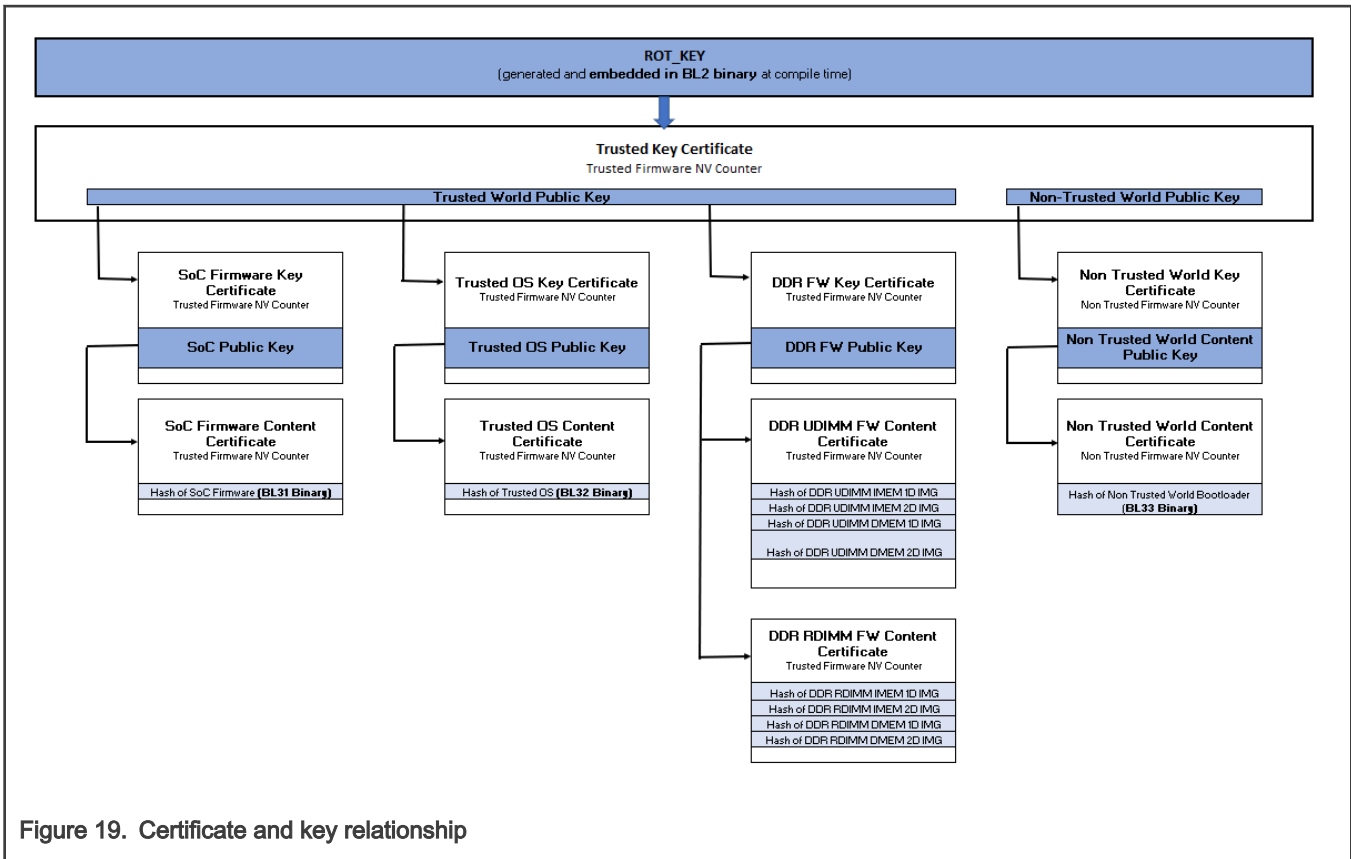 ROT_KEY
(generated and embedded in BL2 binary at compile time)
Trusted Key Certificate
Trusted Firmware NV Counter
Trusted World Public Key
Non-Trusted World Public Key
SoC Firmware Key
Certificate
Trusted Firmware NV Counter
SoC Public Key
SoC Firmware Content
Certificate
Trusted Firmware NV Counter
Hash of SoC Firmware (BL31 Binary)
Trusted OS Key Certificate
Trusted Firmware NV Counter
Trusted OS Public Key
Trusted OS Content
Certificate
Trusted Firmware NV Counter
Hash of Trusted OS (BL32 Binary)
DDR FW Key Certificate
Trusted Firmware NV Counter
DDR FW Public Key
DDR UDIMM FW Content
Certificate
Trusted Firmware NV Counter
Hash of DDR UDIMM IMEM 1D IMG
Hash of DDR UDIMM IMEM 2D IMG
Hash of DDR UDIMM DMEM 1D IMG
Hash of DDR UDIMM DMEM 2D IMG
DDR RDIMM FW Content
Certificate
Trusted Firmware NV Counter
Hash of DDR RDIMM IMEM 1D IMG
Hash of DDR RDIMM IMEM 2D IMG
Hash of DDR RDIMM DMEM 1D IMG
Hash of DDR RDIMM DMEM 2D IMG
Non Trusted World Key
Certificate
Non Trusted Firmware NV Counter
Non Trusted World Content
Public Key
Non Trusted World Content
Certificate
Non Trusted Firmware NV Counter
Hash of Non Trusted World Bootloader
(BL33 Binary)
Figure 19. Certificate and key relationship